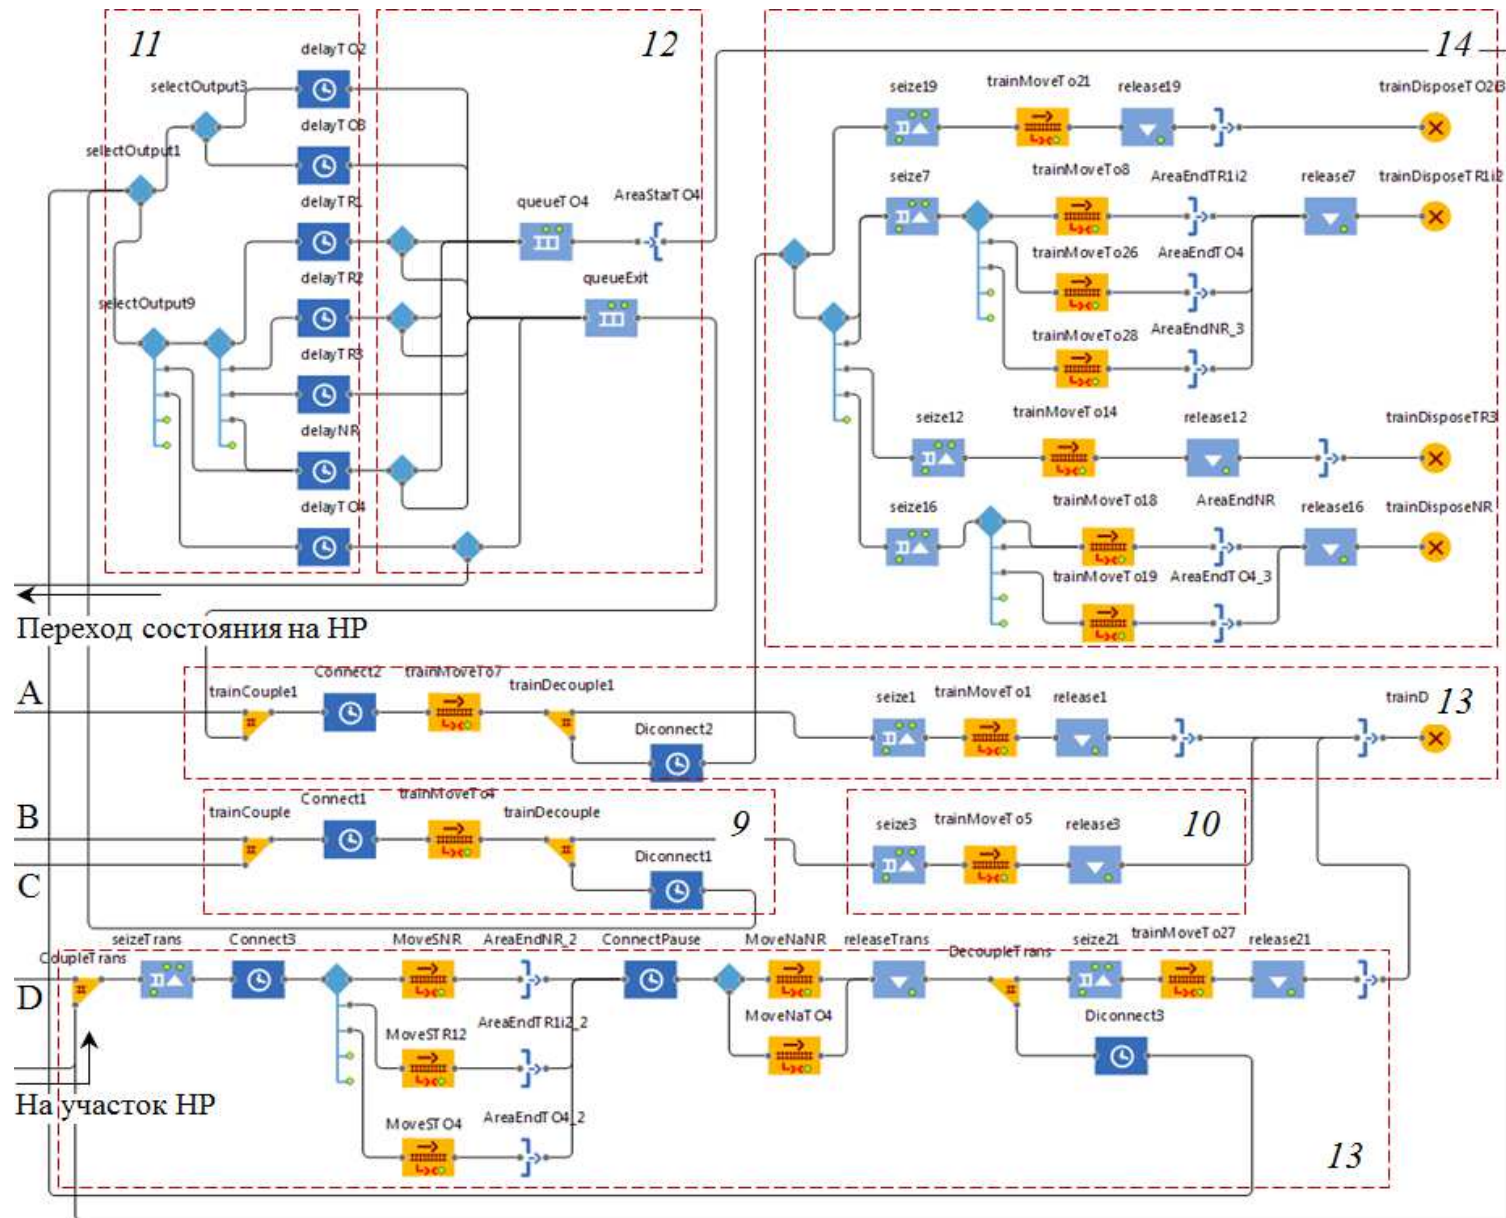 11
12
14
delayTO2
selectOutput3
delayTO3
selectOutput1
delayTR1
delayTR2
selectOutput9
delayTR3
delayNR
delayTO4
queueTO4
AreaStarTO4
queueExit
seize19
trainMoveTo21
release19
trainDisposeTO2i3
seize7
trainMoveTo8
AreaEndTR1i2
release7
trainDisposeTR1i2
trainMoveTo26
AreaEndTO4
trainMoveTo28
AreaEndNR_3
seize12
trainMoveTo14
release12
trainDisposeTR3
seize16
trainMoveTo18
AreaEndNR
release16
trainDisposeNR
trainMoveTo19
AreaEndTO4_3
Переход состояния на НР
A
trainCouple1
Connect2
trainMoveTo7
trainDecouple1
Diconnect2
seize1
trainMoveTo1
release1
trainD
13
B
C
trainCouple
Connect1
trainMoveTo4
trainDecouple
Diconnect1
9
seize3
trainMoveTo5
release3
10
D
CoupleTrans
seizeTrans
Connect3
MoveSNR
AreaEndNR_2
ConnectPause
MoveNaNR
releaseTrans
DecoupleTrans
seize21
trainMoveTo27
release21
MoveSTR12
AreaEndTR1i2_2
MoveNaTO4
Diconnect3
На участок НР
MoveSTO4
AreaEndTO4_2
13